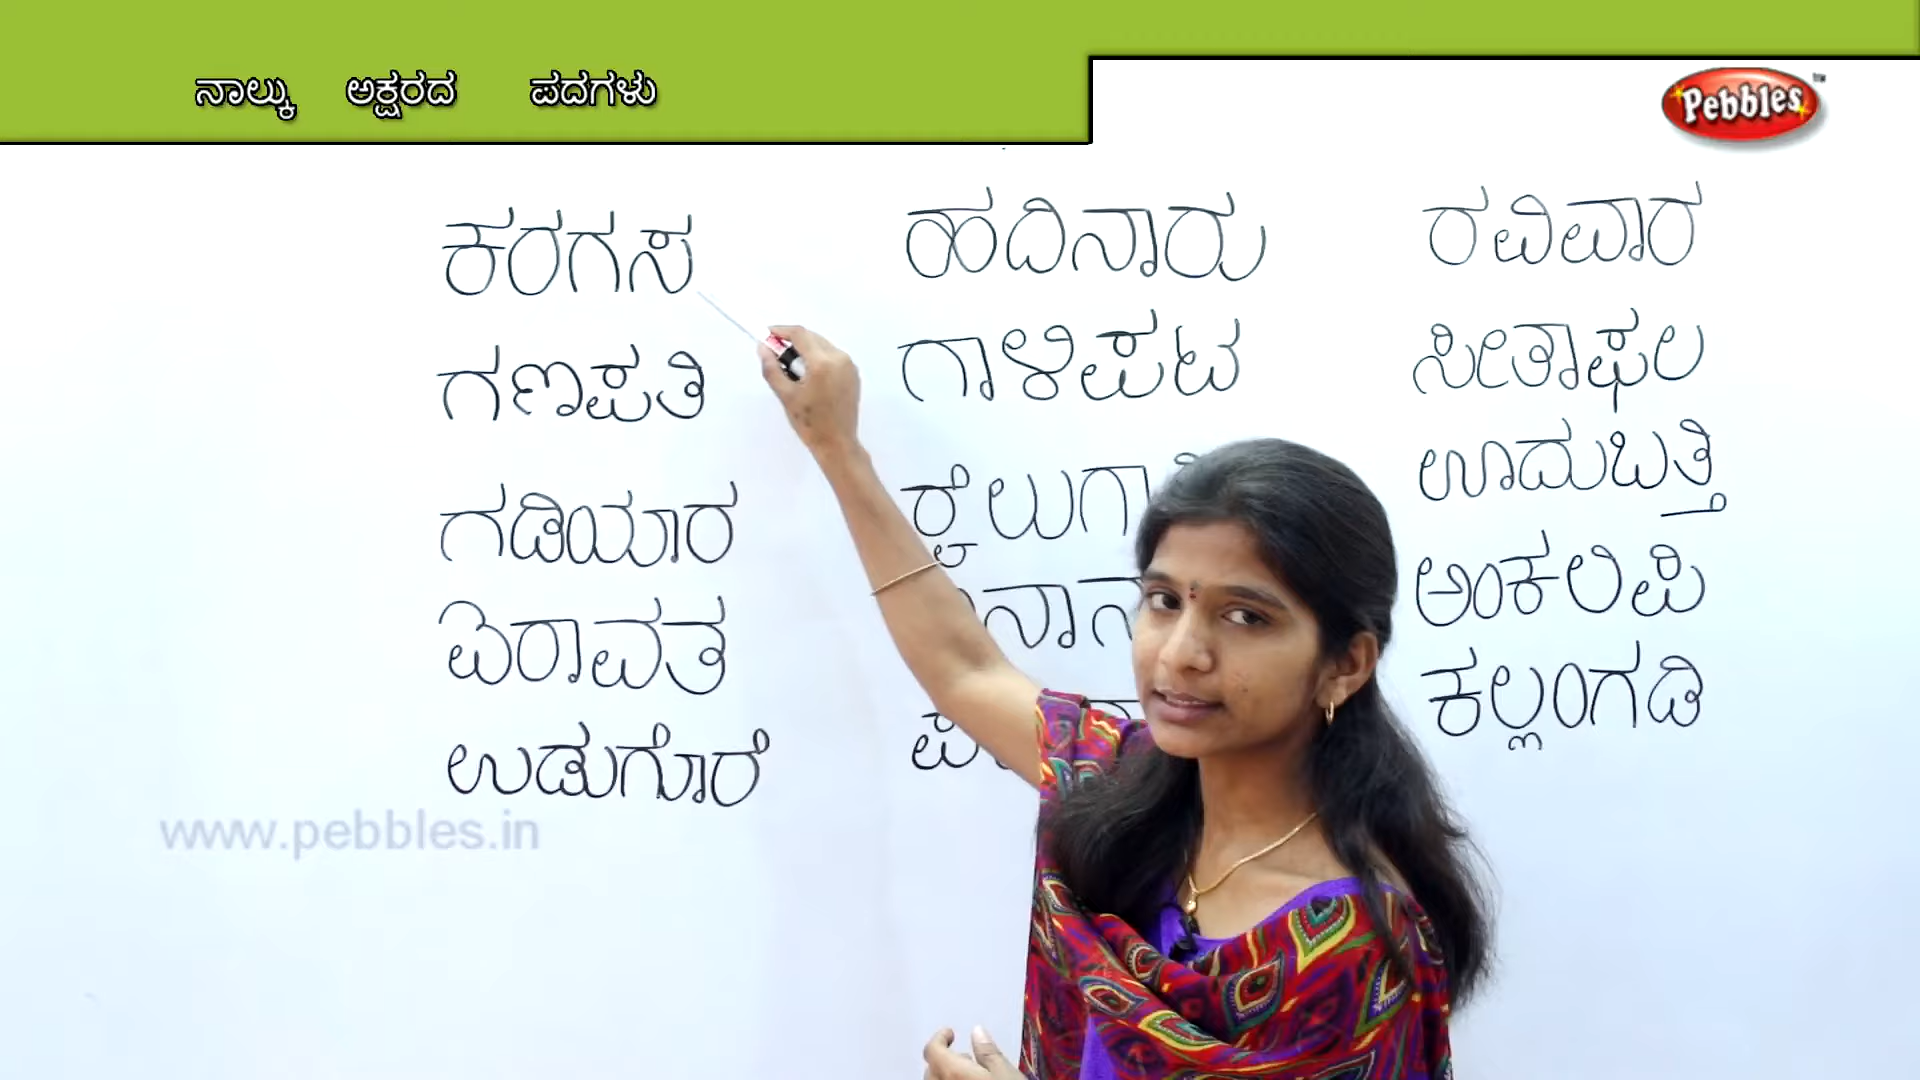 ನಾಲ್ಕು ಅಕ್ಷರದ ಪದಗಳು
Pebbles
ಕರಗಸ
ಗಣಪತಿ
ಗಡಿಯಾರ
ಐರಾವತ
ಉಡುಗೊರೆ
ಹದಿನಾರು
ಗಾಳಿಪಟ
ರವಿವಾರ
ಸೀತಾಫಲ
ಊದುಬತ್ತಿ
ಅಂಕಲಿಪಿ
ಕಲ್ಲಂಗಡಿ
www.pebbles.in